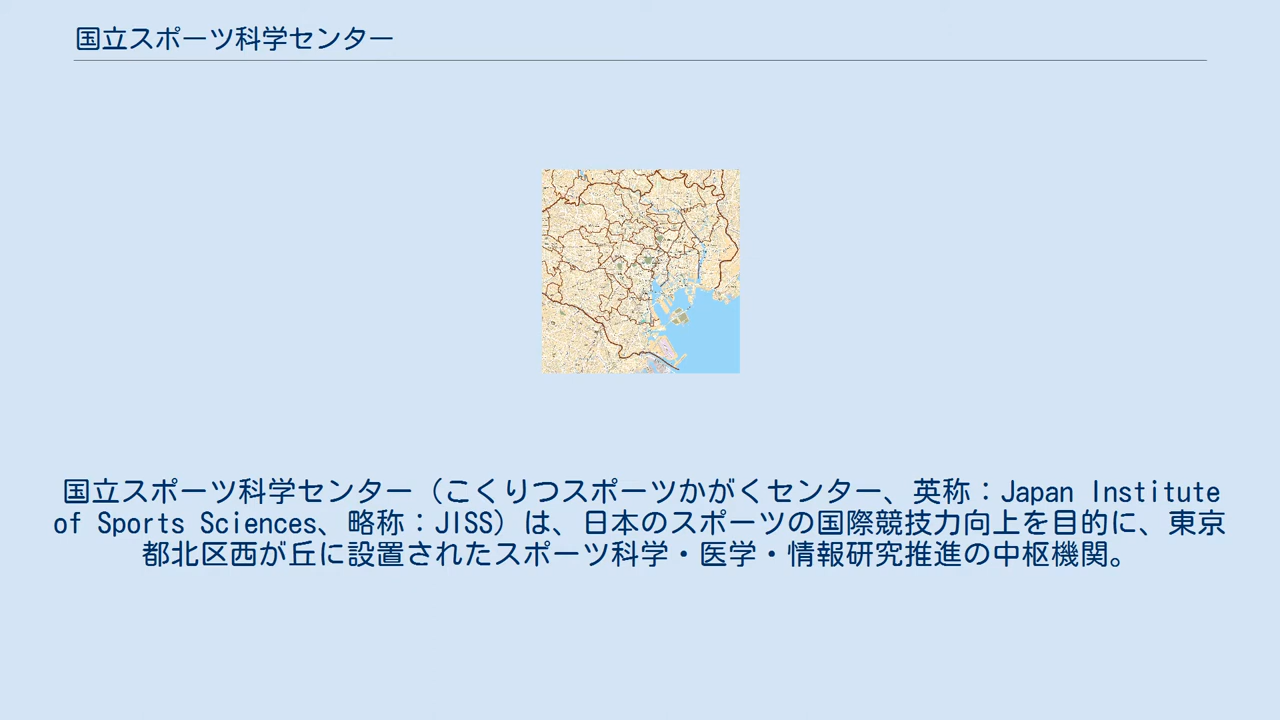 国立スポーツ科学センター
国立スポーツ科学センター（こくりつスポーツかがくセンター、英称：Japan Institute
of Sports Sciences、略称：JISS）は、日本のスポーツの国際競技力向上を目的に、東京
都北区西が丘に設置されたスポーツ科学・医学・情報研究推進の中枢機関。